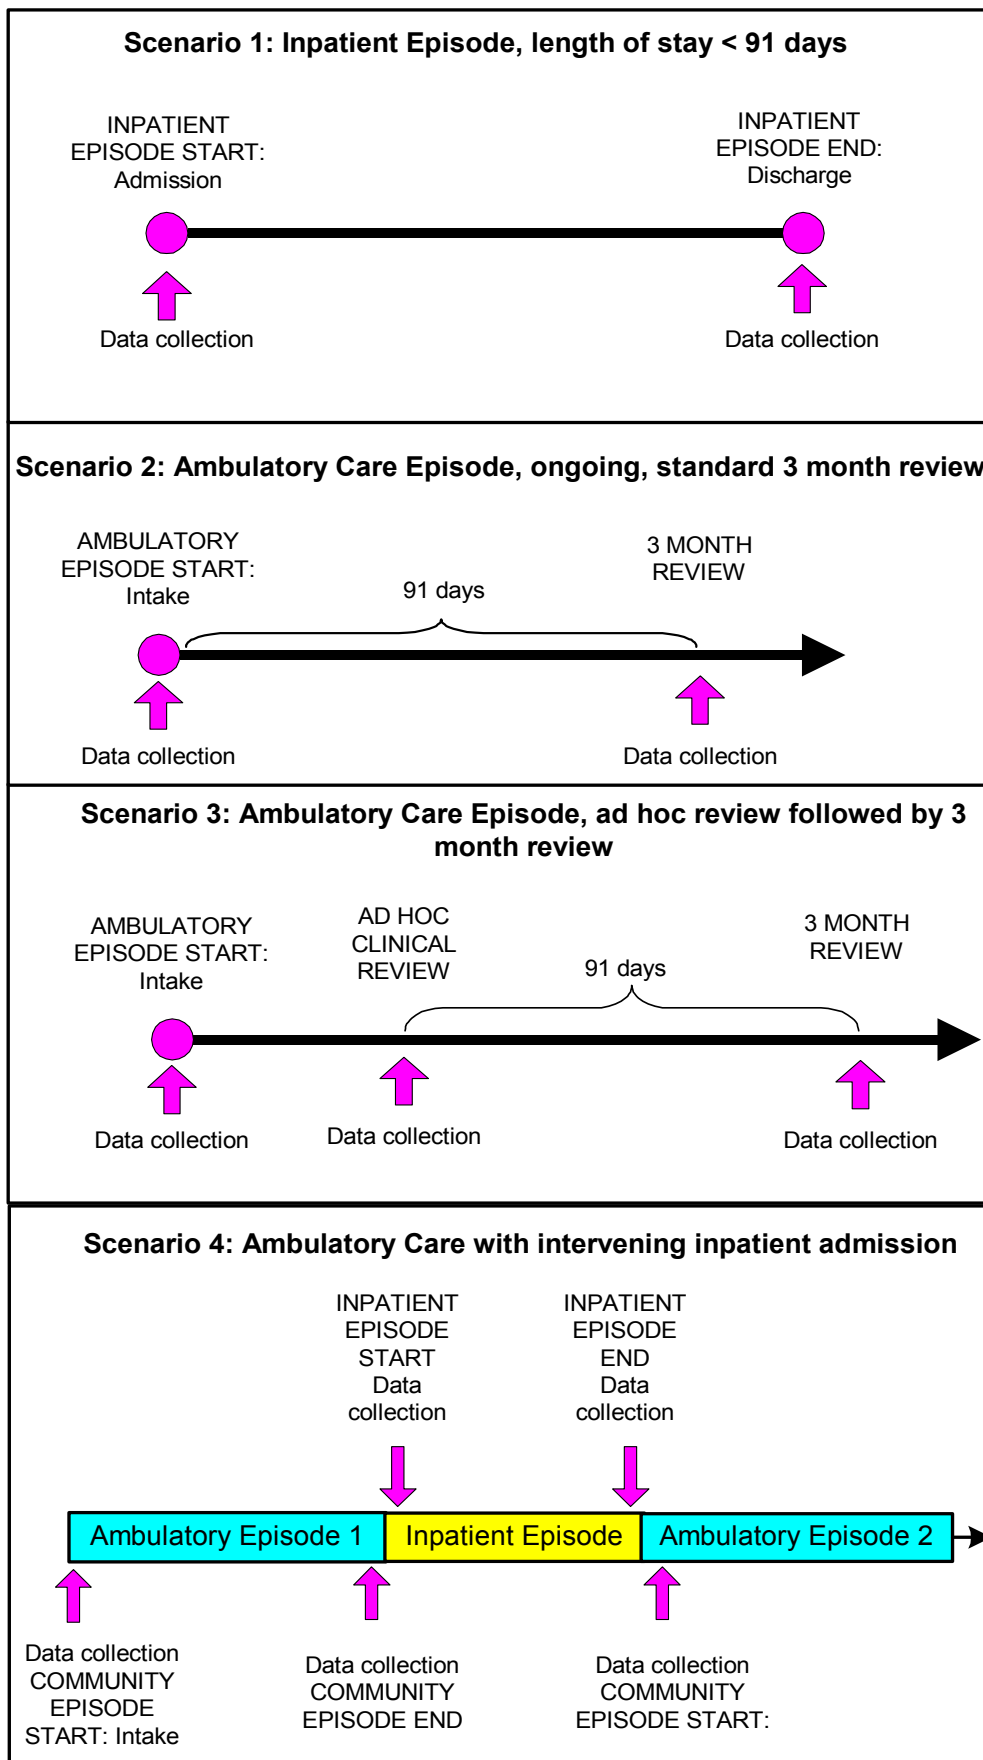 Scenario 1: Inpatient Episode, length of stay < 91 days
INPATIENT
EPISODE START:
Admission
INPATIENT
EPISODE END:
Discharge
Data collection
Data collection
Scenario 2: Ambulatory Care Episode, ongoing, standard 3 month review
AMBULATORY
EPISODE START:
Intake
91 days
3 MONTH
REVIEW
Data collection
Data collection
Scenario 3: Ambulatory Care Episode, ad hoc review followed by 3
month review
AMBULATORY
EPISODE START:
Intake
AD HOC
CLINICAL
REVIEW
91 days
3 MONTH
REVIEW
Data collection
Data collection
Data collection
Scenario 4: Ambulatory Care with intervening inpatient admission
INPATIENT
EPISODE
START
Data
collection
INPATIENT
EPISODE
END
Data
collection
Ambulatory Episode 1
Inpatient Episode
Ambulatory Episode 2
Data collection
COMMUNITY
EPISODE
START: Intake
Data collection
COMMUNITY
EPISODE END
Data collection
COMMUNITY
EPISODE START: